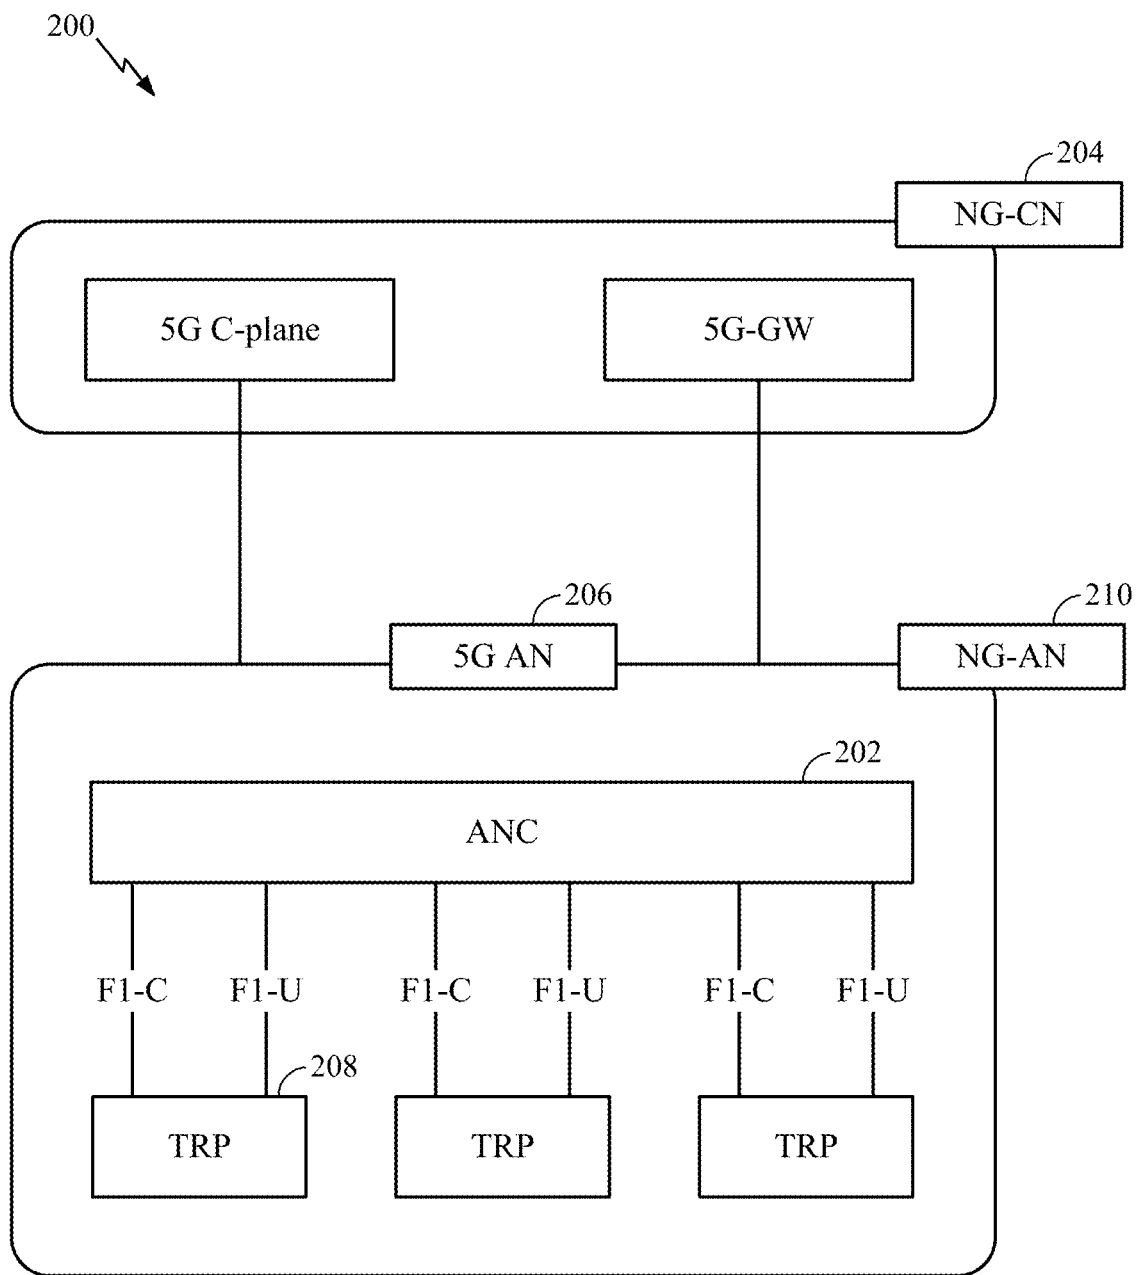 200
204
NG-CN
5G C-plane
5G-GW
206
210
5G AN
NG-AN
202
ANC
F1-C
F1-U
F1-C
F1-U
F1-C
F1-U
208
TRP
TRP
TRP